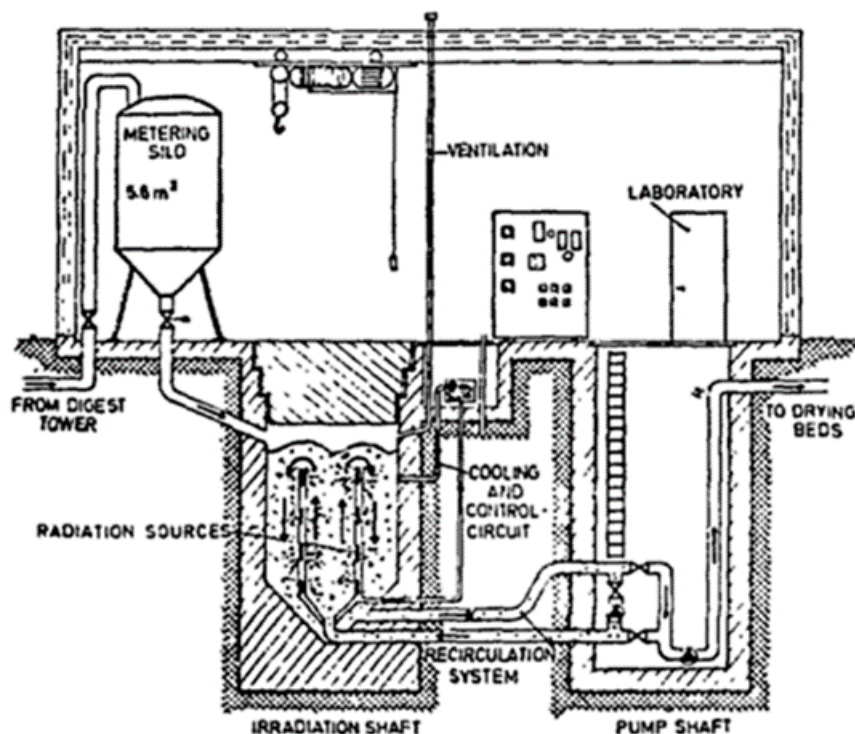 METERING
SILO
5.6 m³
VENTILATION
LABORATORY
FROM DIGEST
TOWER
TO DRYING
BEDS
COOLING
AND
CONTROL-
CIRCUIT
RADIATION SOURCES
RECIRCULATION
SYSTEM
IRRADIATION SHAFT
PUMP SHAFT